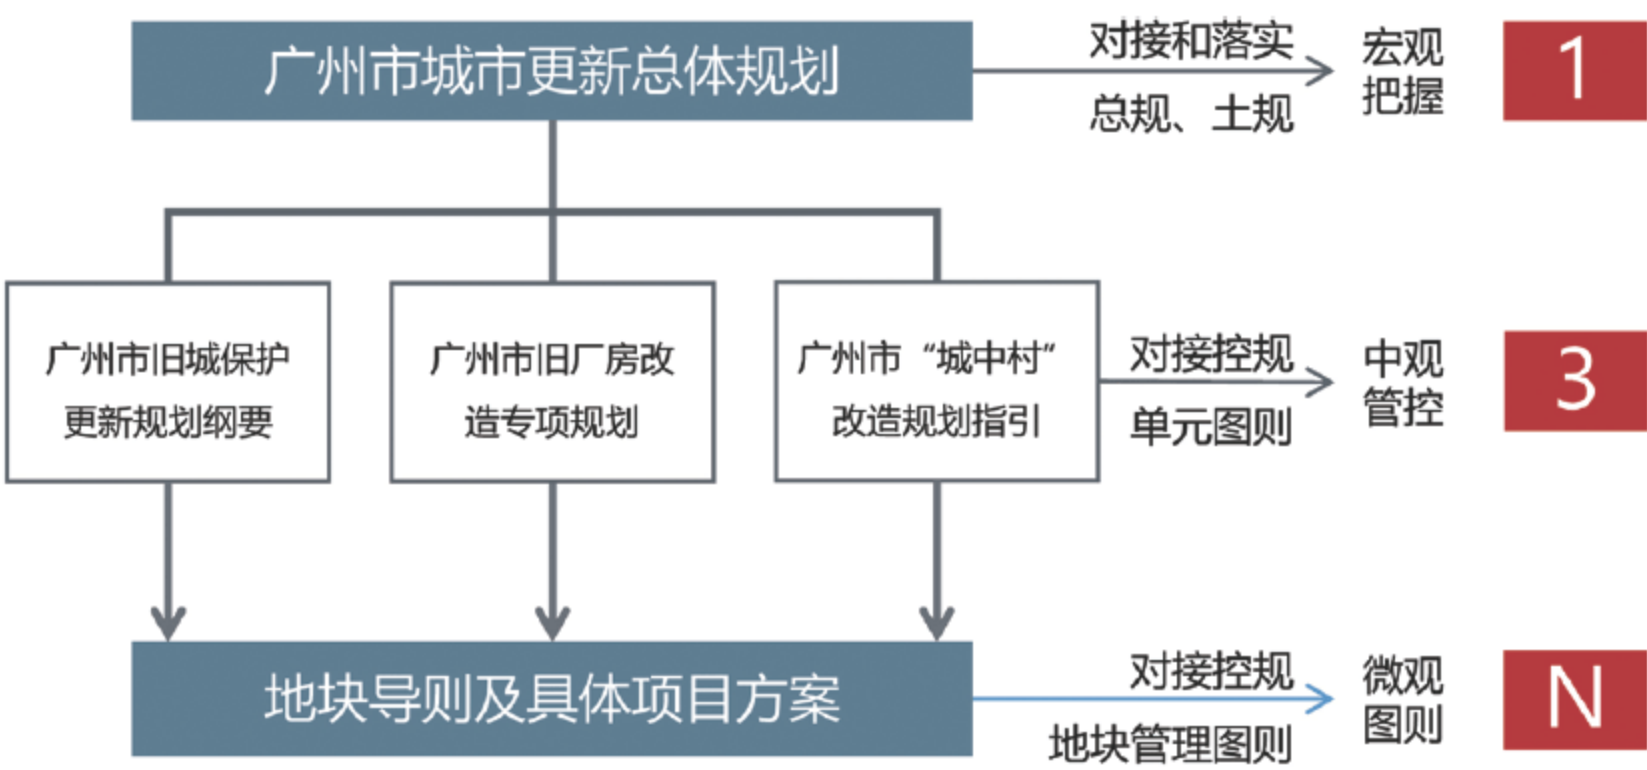 广州市城市更新总体规划
对接和落实
总规、土规
宏观
把握
1
广州市旧城保护
更新规划纲要
广州市旧厂房改
造专项规划
广州市“城中村”
改造规划指引
对接控规
单元图则
中观
管控
3
地块导则及具体项目方案
对接控规
地块管理图则
微观
图则
N